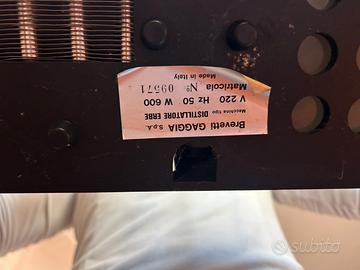 Brevetti GAGGIA S.p.A.
Macchina tipo DISTILLATORE ERBE
V 220 Hz 50 W 600
Matricola N° 09571
Made in Italy
subito